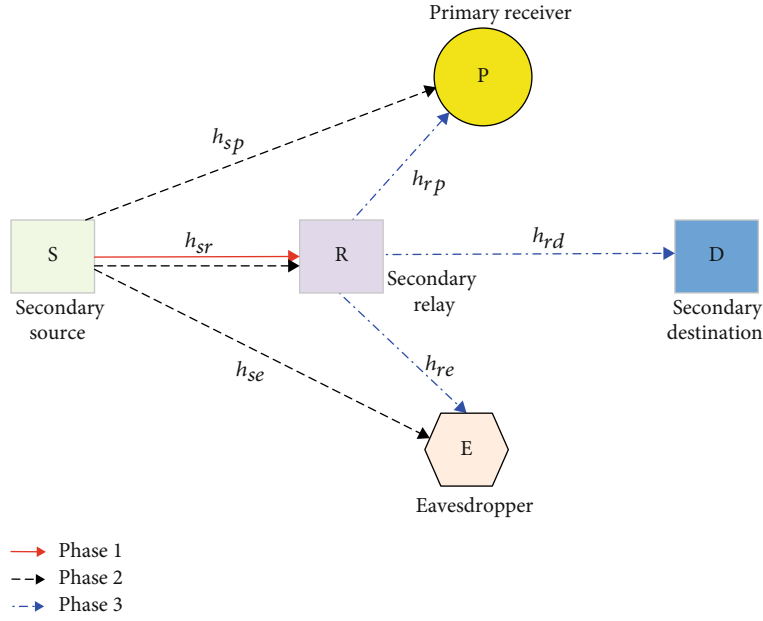 Primary receiver
P
h_sp
h_rp
S
h_sr
R
h_rd
D
Secondary
source
Secondary
relay
Secondary
destination
h_se
h_re
E
Eavesdropper
Phase 1
Phase 2
Phase 3